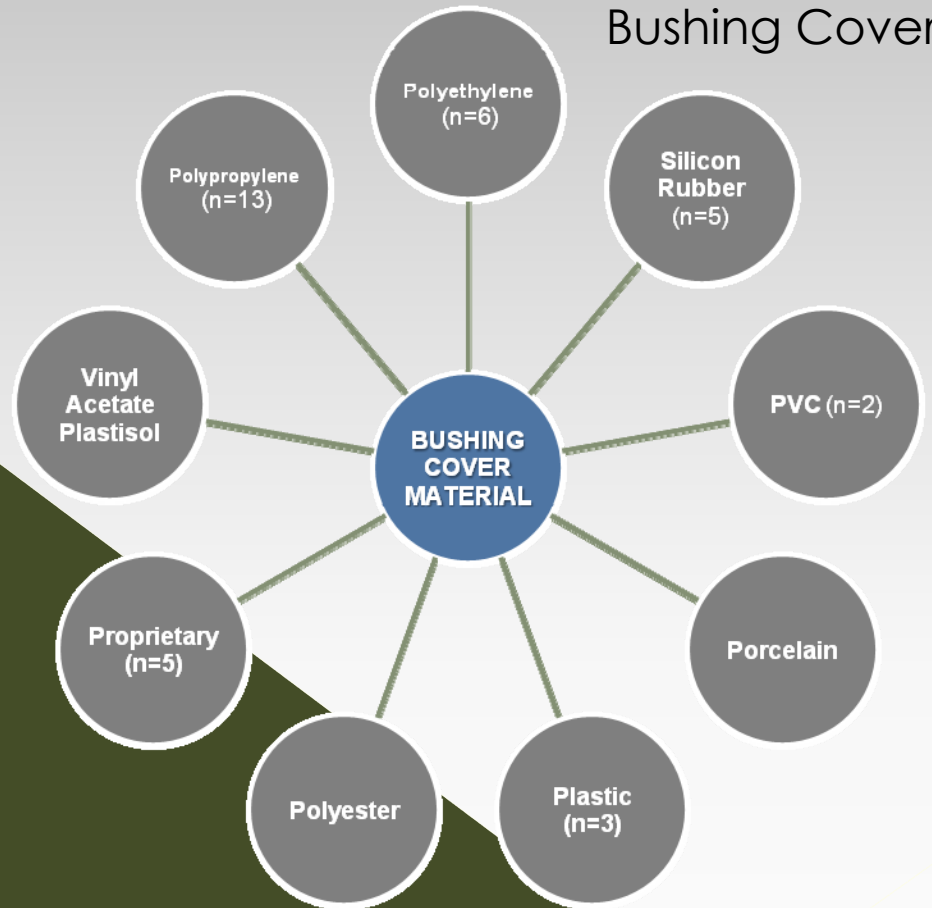 Bushing Cover
Polyethylene
(n=6)
Silicon
Rubber
(n=5)
PVC (n=2)
Porcelain
Plastic
(n=3)
Polyester
Proprietary
(n=5)
Vinyl
Acetate
Plastisol
Polypropylene
(n=13)
BUSHING
COVER
MATERIAL